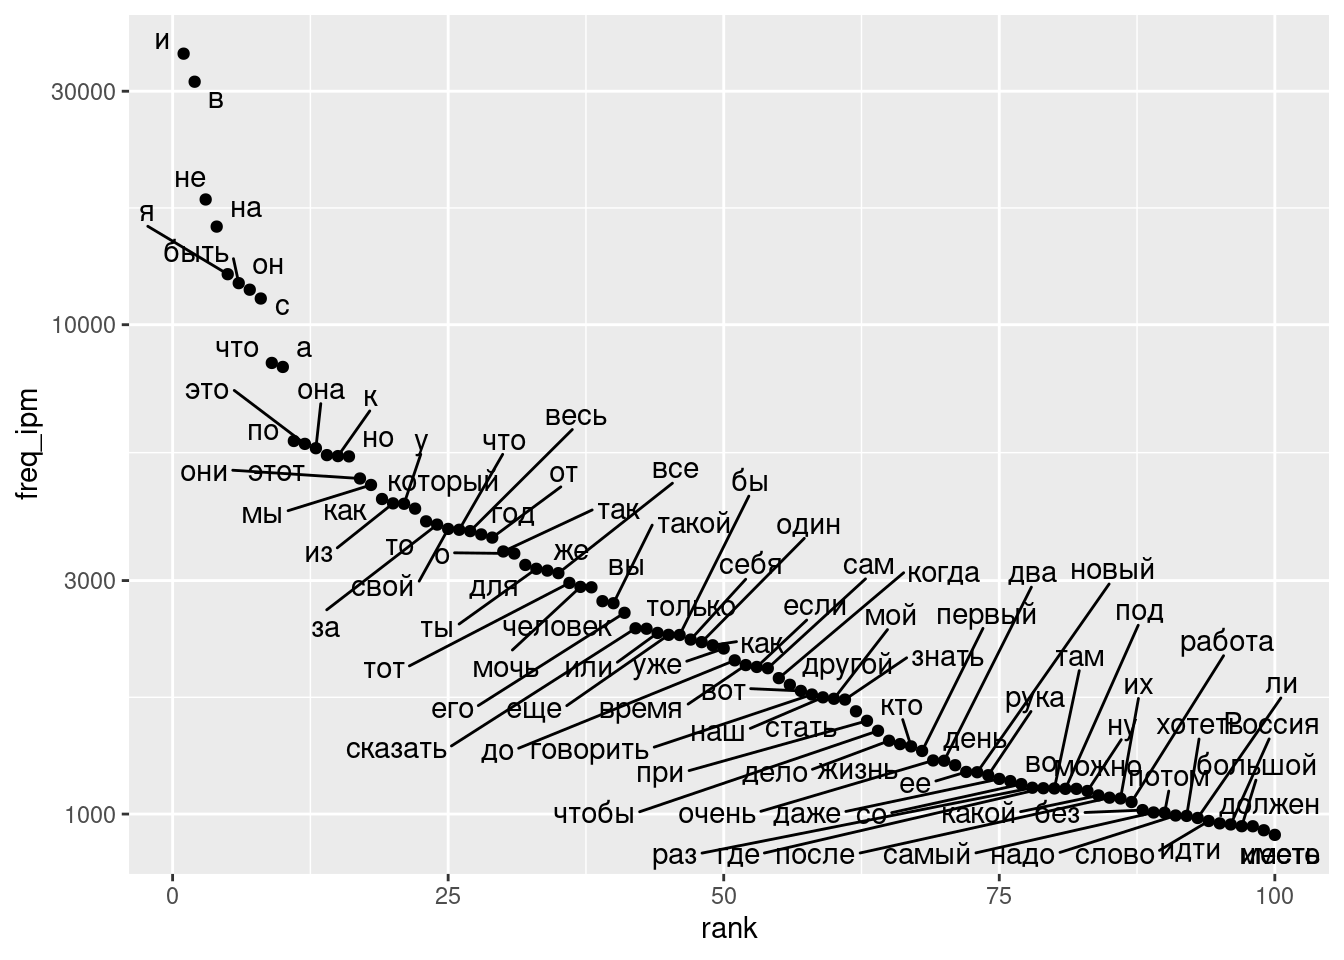 и
30000
в
не
я
на
быть
он
с
10000
что
а
это
она
к
весь
по
но
у
что
они
этот
который
от
все
бы
freq_ipm
мы
как
год
так
такой
один
из
то
о
же
вы
себя
сам
когда
два
новый
3000
свой
для
только
если
мой
первый
под
за
ты
человек
как
там
работа
тот
мочь
или
уже
другой
знать
их
ли
вот
рука
его
еще
время
кто
ну
хотеть
Россия
сказать
до
говорить
наш
стать
день
при
дело
жизнь
во
можно
потом
большой
ее
1000
чтобы
очень
даже
со
какой
без
должен
раз
где
после
самый
надо
слово
идти
0
25
50
75
100
rank